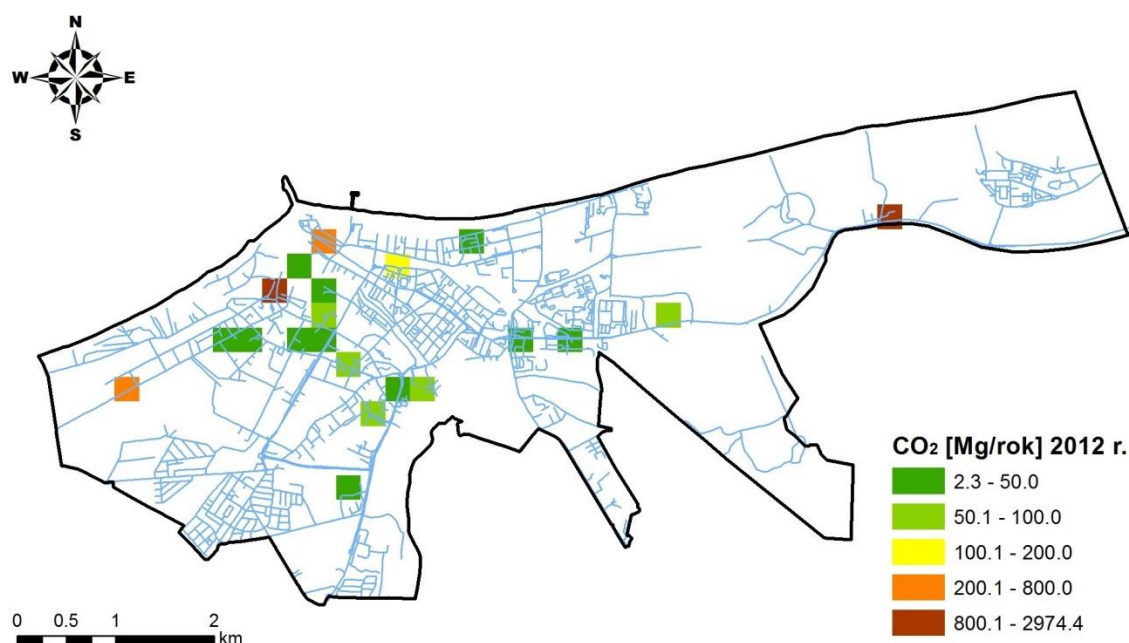 N
W E
S
CO₂ [Mg/rok] 2012 r.
2.3 - 50.0
50.1 - 100.0
100.1 - 200.0
200.1 - 800.0
800.1 - 2974.4
0 0.5 1 2
km